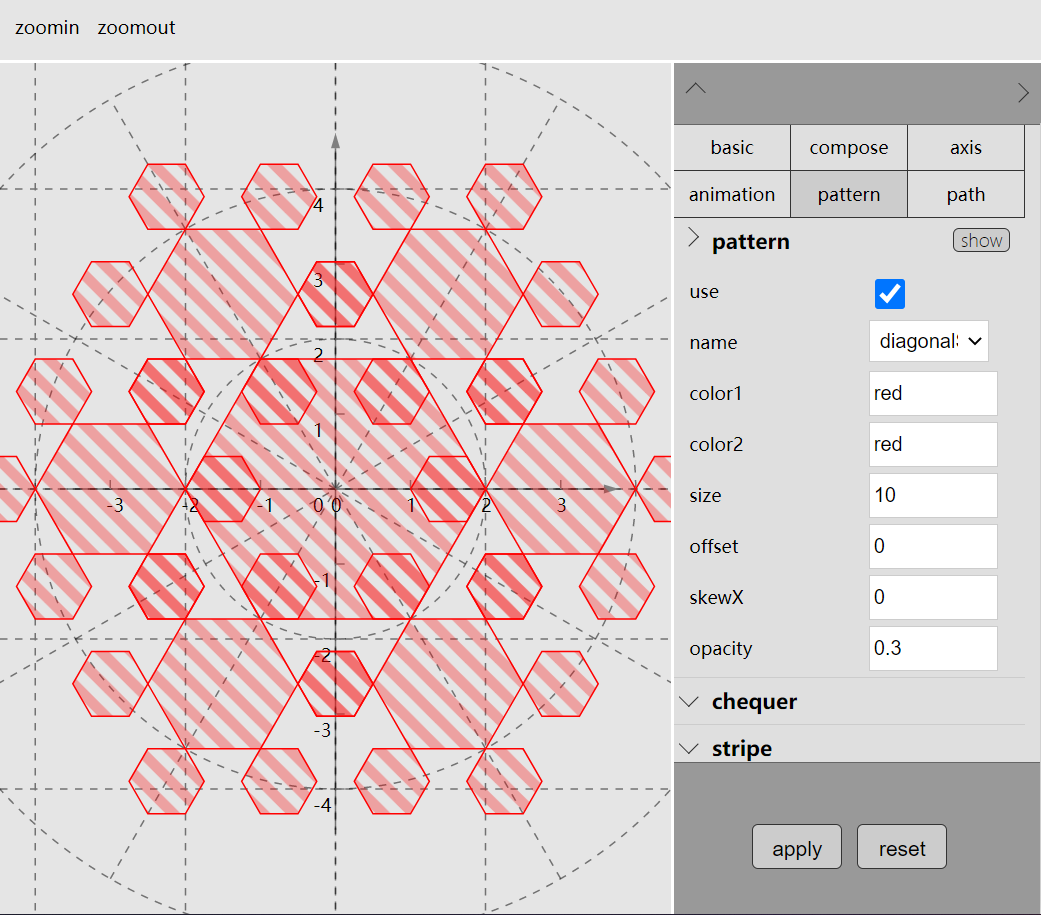 zoomin zoomout
basic compose axis
animation pattern path
pattern show
use
name diagonal
color1 red
color2 red
size 10
offset 0
skewX 0
opacity 0.3
chequer
stripe
apply reset
4
3
2
1
-3 -2 -1 0 0 1 2 3
-1
-2
-3
-4